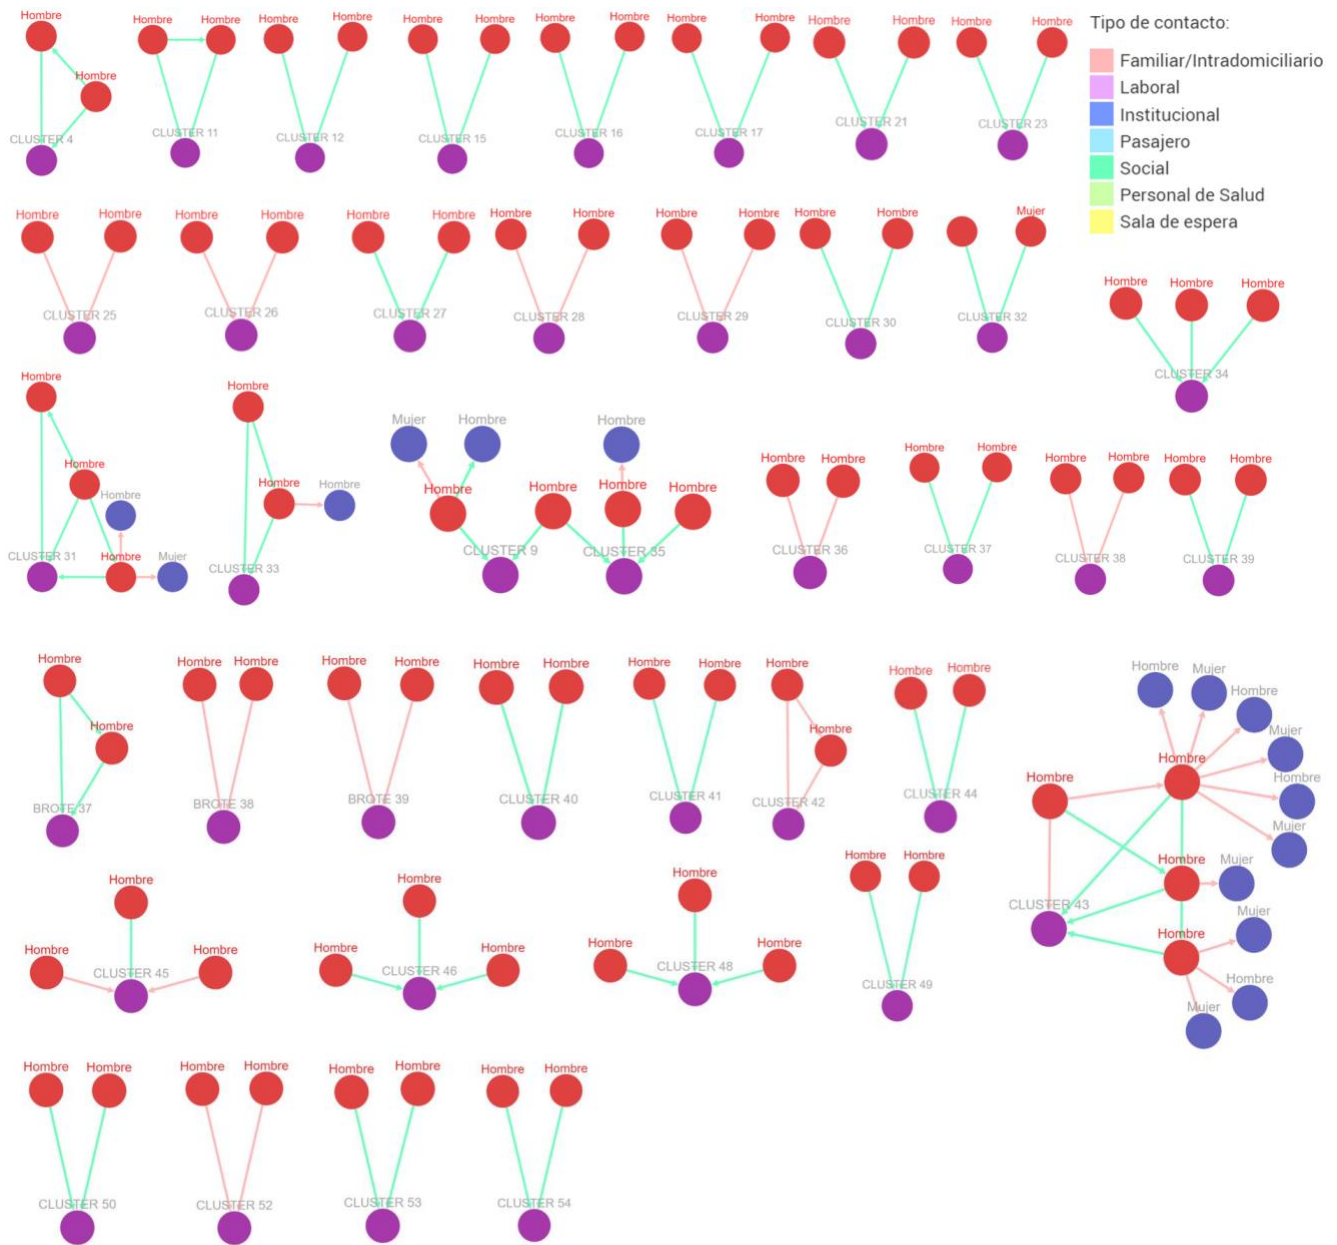 Hombre
Hombre
CLUSTER 4
Hombre Hombre
CLUSTER 11
Hombre Hombre
CLUSTER 12
Hombre Hombre
CLUSTER 15
Hombre Hombre
CLUSTER 16
Hombre Hombre
CLUSTER 17
Hombre Hombre
CLUSTER 21
Hombre Hombre
CLUSTER 23
Tipo de contacto:
Familiar/Intradomiciliario
Laboral
Institucional
Pasajero
Social
Personal de Salud
Sala de espera
Hombre Hombre
CLUSTER 25
Hombre Hombre
CLUSTER 26
Hombre Hombre
CLUSTER 27
Hombre Hombre
CLUSTER 28
Hombre Hombre
CLUSTER 29
Hombre Hombre
CLUSTER 30
Mujer
CLUSTER 32
Hombre Hombre Hombre
CLUSTER 34
Hombre
Hombre
Hombre
CLUSTER 31 Hombre Mujer
Hombre
Hombre Hombre
CLUSTER 33
Mujer Hombre Hombre
Hombre Hombre Hombre Hombre
CLUSTER 9 CLUSTER 35
Hombre Hombre
CLUSTER 36
Hombre Hombre
CLUSTER 37
Hombre Hombre
CLUSTER 38
Hombre Hombre
CLUSTER 39
Hombre
Hombre
BROTE 37
Hombre Hombre
BROTE 38
Hombre Hombre
BROTE 39
Hombre Hombre
CLUSTER 40
Hombre Hombre
CLUSTER 41
Hombre
Hombre
CLUSTER 42
Hombre Hombre
CLUSTER 44
Hombre Mujer
Hombre
Mujer
Hombre Hombre Hombre
Mujer
Hombre Mujer
CLUSTER 43
Mujer
Hombre
Hombre
Mujer
Hombre
Hombre Hombre
CLUSTER 45
Hombre
Hombre Hombre
CLUSTER 46
Hombre
Hombre Hombre
CLUSTER 48
Hombre Hombre
CLUSTER 49
Hombre Hombre
CLUSTER 50
Hombre Hombre
CLUSTER 52
Hombre Hombre
CLUSTER 53
Hombre Hombre
CLUSTER 54